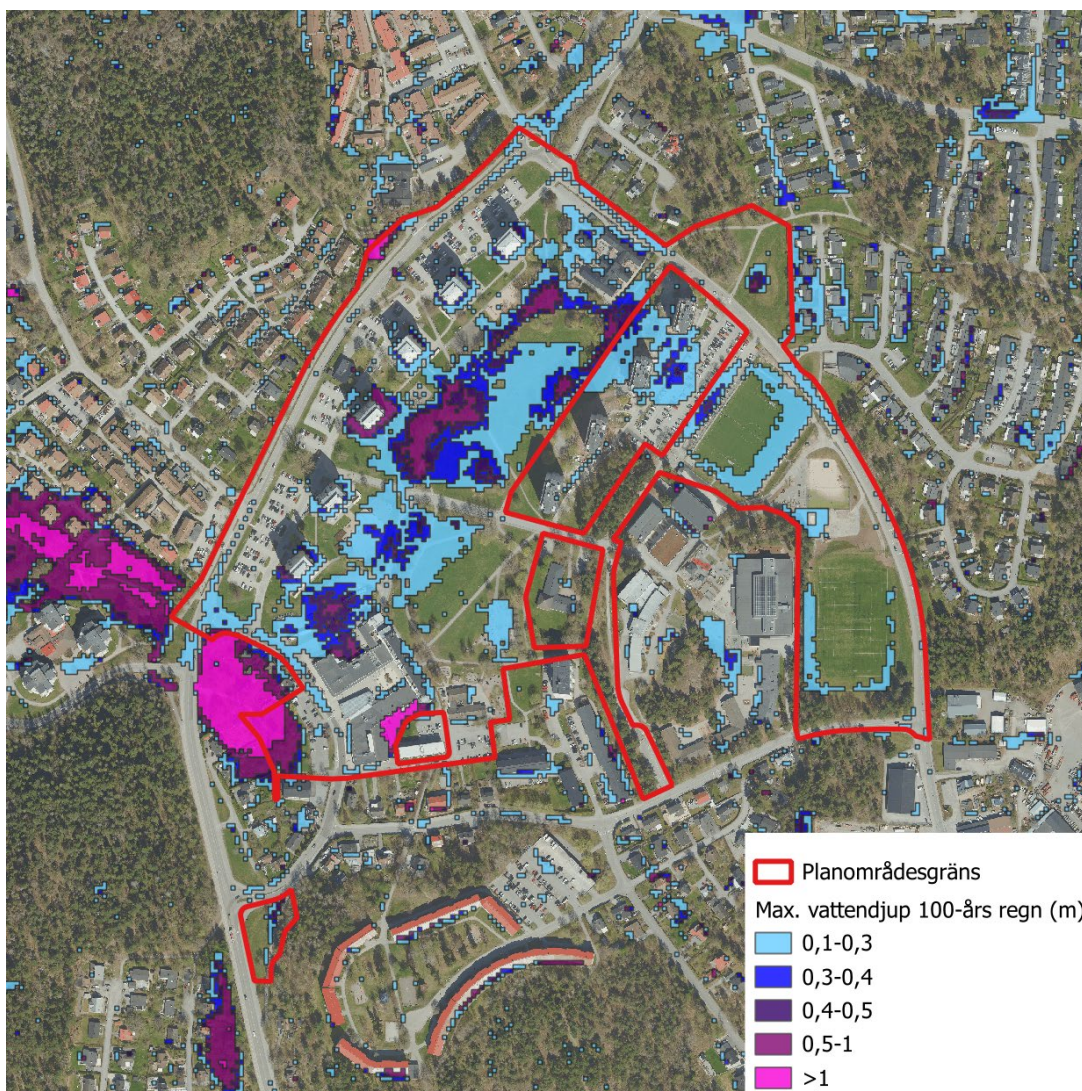 Planområdesgräns
Max. vattendjup 100-års regn (m)
0,1-0,3
0,3-0,4
0,4-0,5
0,5-1
>1